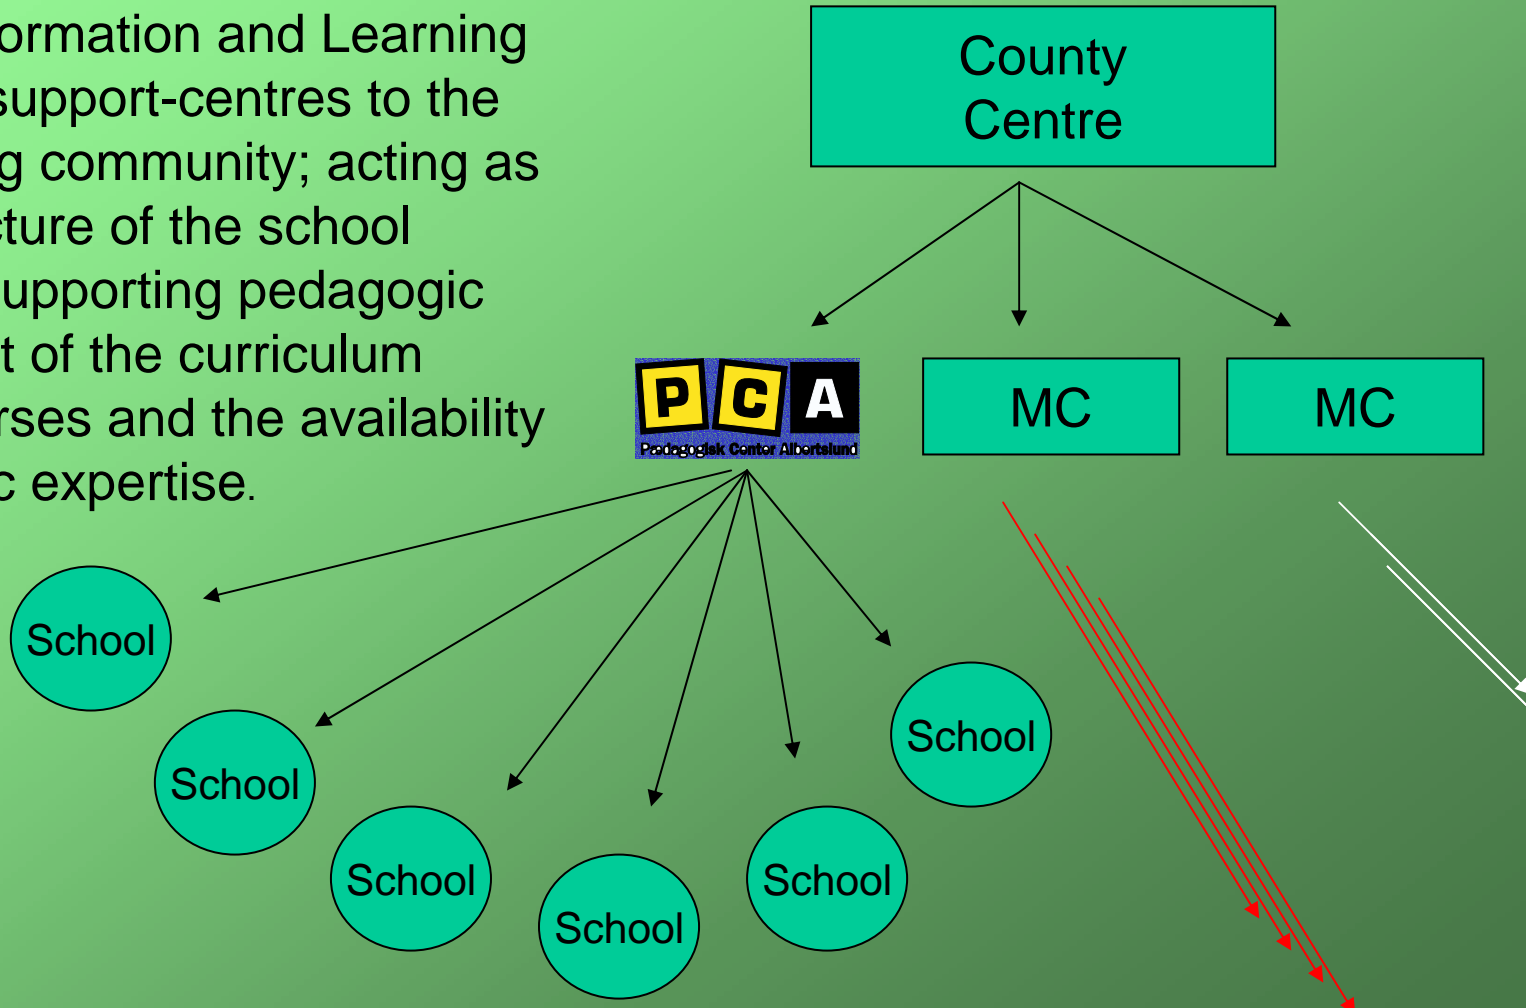 ormation and Learning
support-centres to the
g community; acting as
cture of the school
upporting pedagogic
t of the curriculum
rses and the availability
c expertise.
County
Centre
PCA
Pædagogisk Center Albertslund
MC
MC
School
School
School
School
School
School